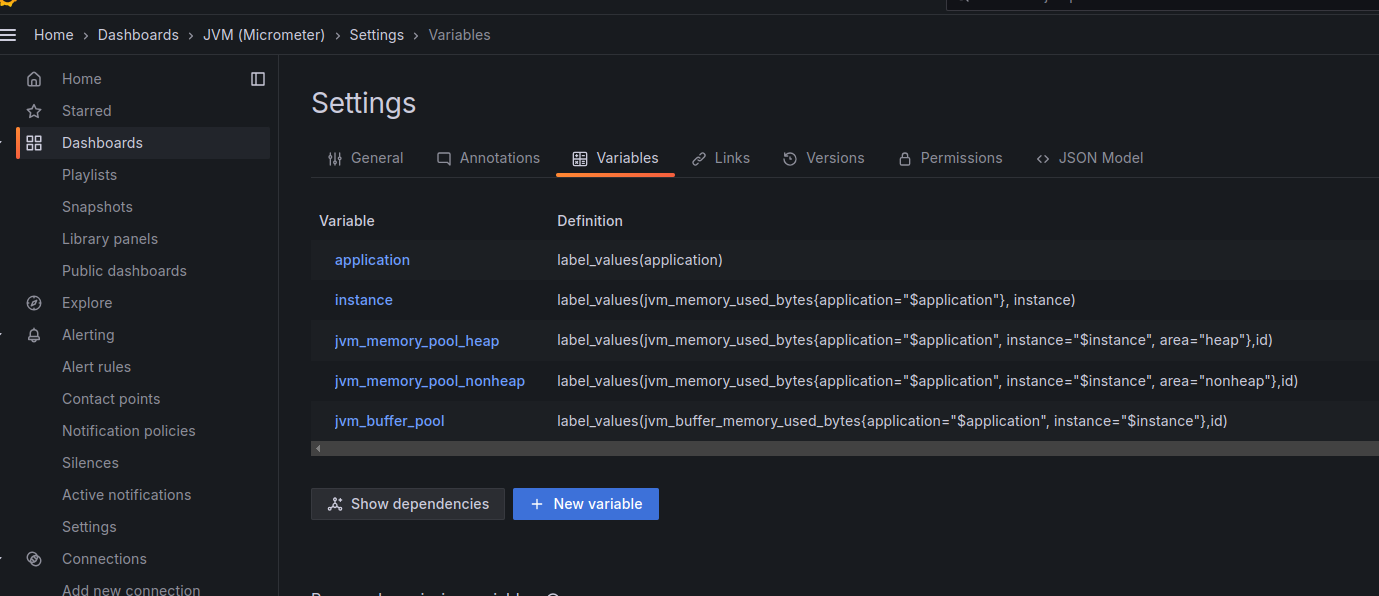 Home › Dashboards › JVM (Micrometer) › Settings › Variables
Home
Starred
Dashboards
Playlists
Snapshots
Library panels
Public dashboards
Explore
Alerting
Alert rules
Contact points
Notification policies
Silences
Active notifications
Settings
Connections
Add new connection
Settings
General Annotations Variables Links Versions Permissions JSON Model
Variable Definition
application label_values(application)
instance label_values(jvm_memory_used_bytes{application="$application"}, instance)
jvm_memory_pool_heap label_values(jvm_memory_used_bytes{application="$application", instance="$instance", area="heap"},id)
jvm_memory_pool_nonheap label_values(jvm_memory_used_bytes{application="$application", instance="$instance", area="nonheap"},id)
jvm_buffer_pool label_values(jvm_buffer_memory_used_bytes{application="$application", instance="$instance"},id)
Show dependencies + New variable